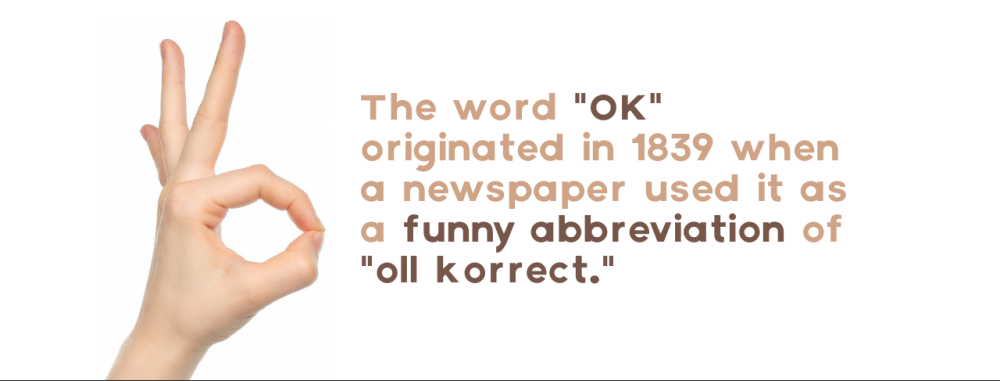 The word "OK"
originated in 1839 when
a newspaper used it as
a funny abbreviation of
"oll korrect."